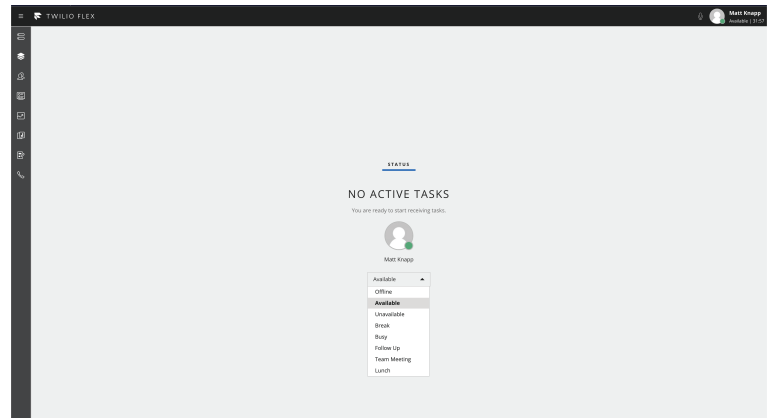 TWILIO FLEX
Matt Knapp
Available | 31:57
STATUS
NO ACTIVE TASKS
You are ready to start receiving tasks.
Matt Knapp
Available
Offline
Available
Unavailable
Break
Busy
Follow Up
Team Meeting
Lunch